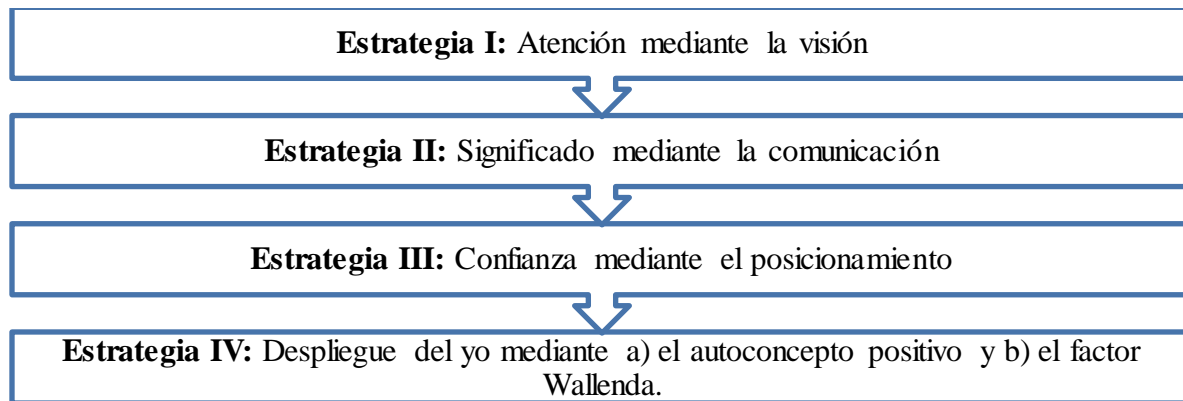 Estrategia I: Atención mediante la visión
Estrategia II: Significado mediante la comunicación
Estrategia III: Confianza mediante el posicionamiento
Estrategia IV: Despliegue del yo mediante a) el autoconcepto positivo y b) el factor
Wallenda.